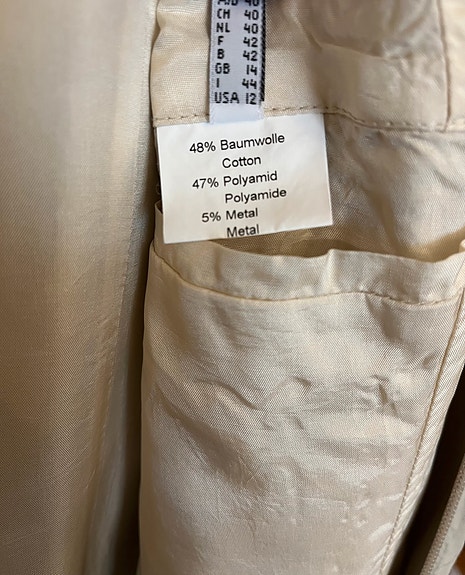 CH 40
NL 40
F 42
B 42
GB 14
I 44
USA 12
48% Baumwolle
Cotton
47% Polyamid
Polyamide
5% Metal
Metal